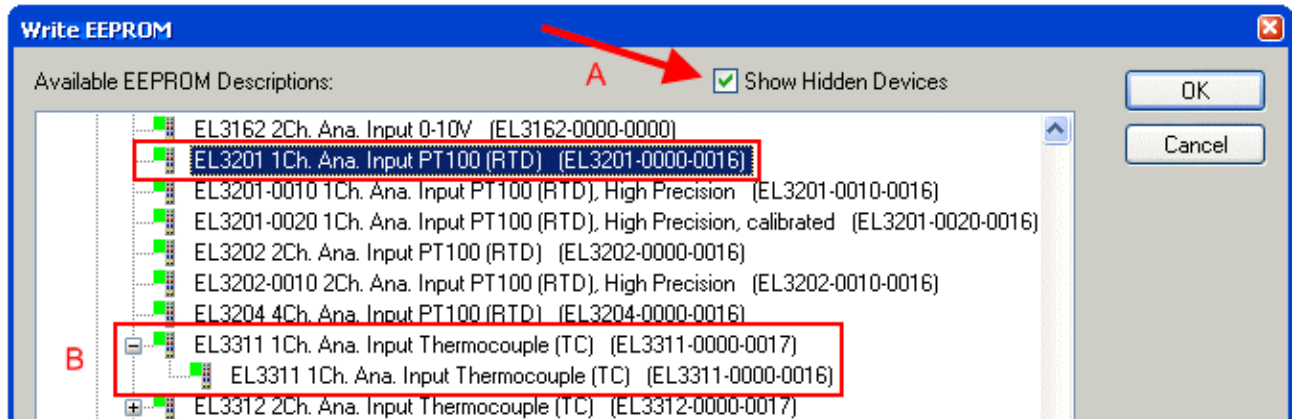 Write EEPROM
Available EEPROM Descriptions:
A
Show Hidden Devices
OK
Cancel
EL3162 2Ch. Ana. Input 0-10V (EL3162-0000-0000)
EL3201 1Ch. Ana. Input PT100 (RTD) (EL3201-0000-0016)
EL3201-0010 1Ch. Ana. Input PT100 (RTD), High Precision (EL3201-0010-0016)
EL3201-0020 1Ch. Ana. Input PT100 (RTD), High Precision, calibrated (EL3201-0020-0016)
EL3202 2Ch. Ana. Input PT100 (RTD) (EL3202-0000-0016)
EL3202-0010 2Ch. Ana. Input PT100 (RTD), High Precision (EL3202-0010-0016)
EL3204 4Ch. Ana. Input PT100 (RTD) (EL3204-0000-0016)
B
EL3311 1Ch. Ana. Input Thermocouple (TC) (EL3311-0000-0017)
EL3311 1Ch. Ana. Input Thermocouple (TC) (EL3311-0000-0016)
EL3312 2Ch. Ana. Input Thermocouple (TC) (EL3312-0000-0017)